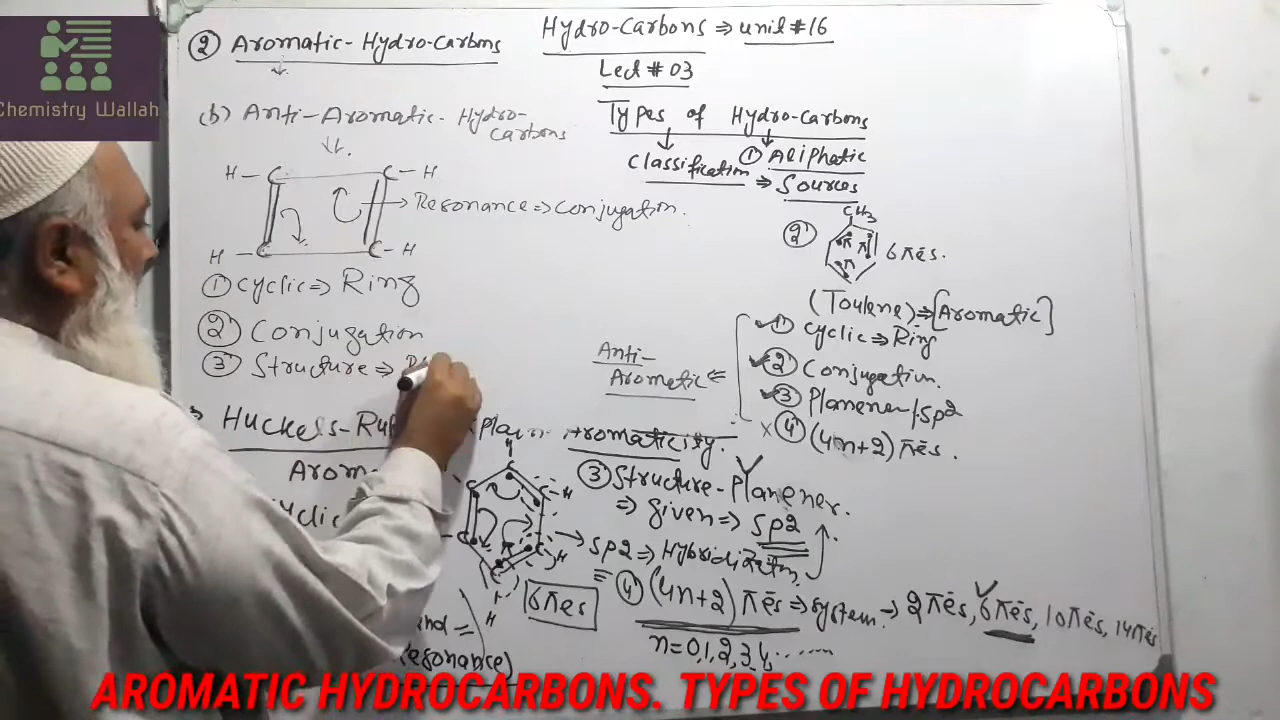 Chemistry Wallah
Hydro-Carbons ⇒ unit #16
Lect # 03
② Aromatic-Hydro-Carbons
(b) Anti-Aromatic-Hydro-
carbons
H-C C-H
H-C C-H
Resonance ⇒ Conjugation.
① Cyclic ⇒ Ring
② Conjugation
③ Structure ⇒
Types of Hydro-Carbons
Classification ① Aliphatic
⇒ Sources
CH3
② π π π 6πēs.
(Toulene) ⇒ [Aromatic]
① Cyclic ⇒ Ring
② Conjugation.
③ Planener/sp2
④ (4n+2) πēs.
Anti-
Aromatic ⇐
Huckels-Rul
Aromaticity.
Arom
③ Structure-Planener.
⇒ given ⇒ sp2
sp2 ⇒ Hybridization
H H H H
6πes
④ (4n+2) πēs ⇒ system. → 2πēs, 6πēs, 10πēs, 14πēs
n=0,1,2,3,4,......
Resonance)
AROMATIC HYDROCARBONS. TYPES OF HYDROCARBONS